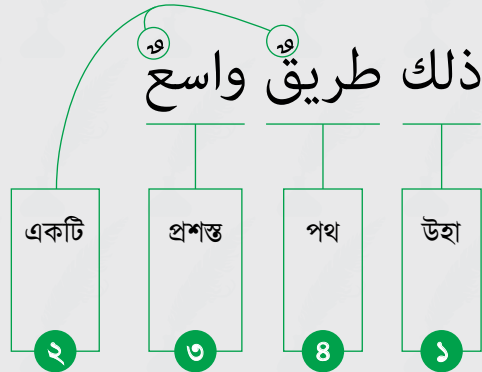 ذلك طريقٌ واسعٌ
একটি প্রশস্ত পথ উহা
২ ৩ ৪ ১